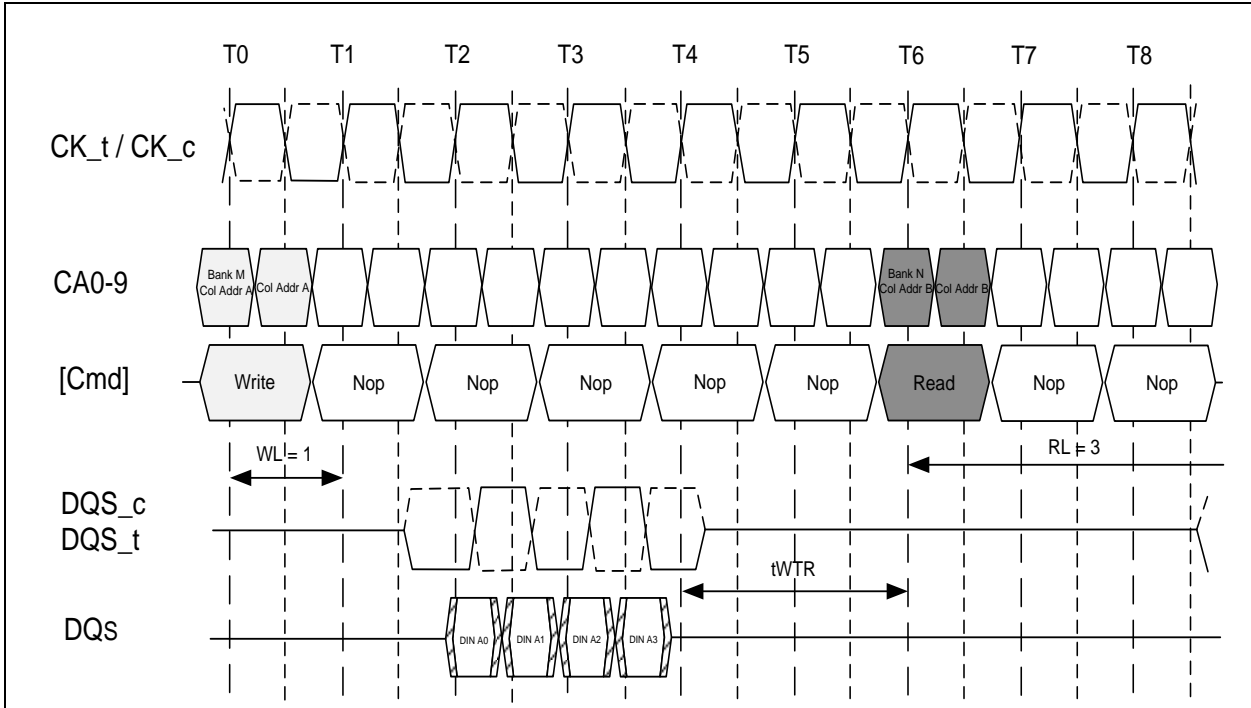 T0 T1 T2 T3 T4 T5 T6 T7 T8
CK_t / CK_c
CA0-9
Bank M
Col Addr A
Col Addr A
Bank N
Col Addr B
Col Addr B
[Cmd]
Write Nop Nop Nop Nop Nop Read Nop Nop
WL = 1
RL = 3
DQS_c
DQS_t
tWTR
DQs
DIN A0 DIN A1 DIN A2 DIN A3